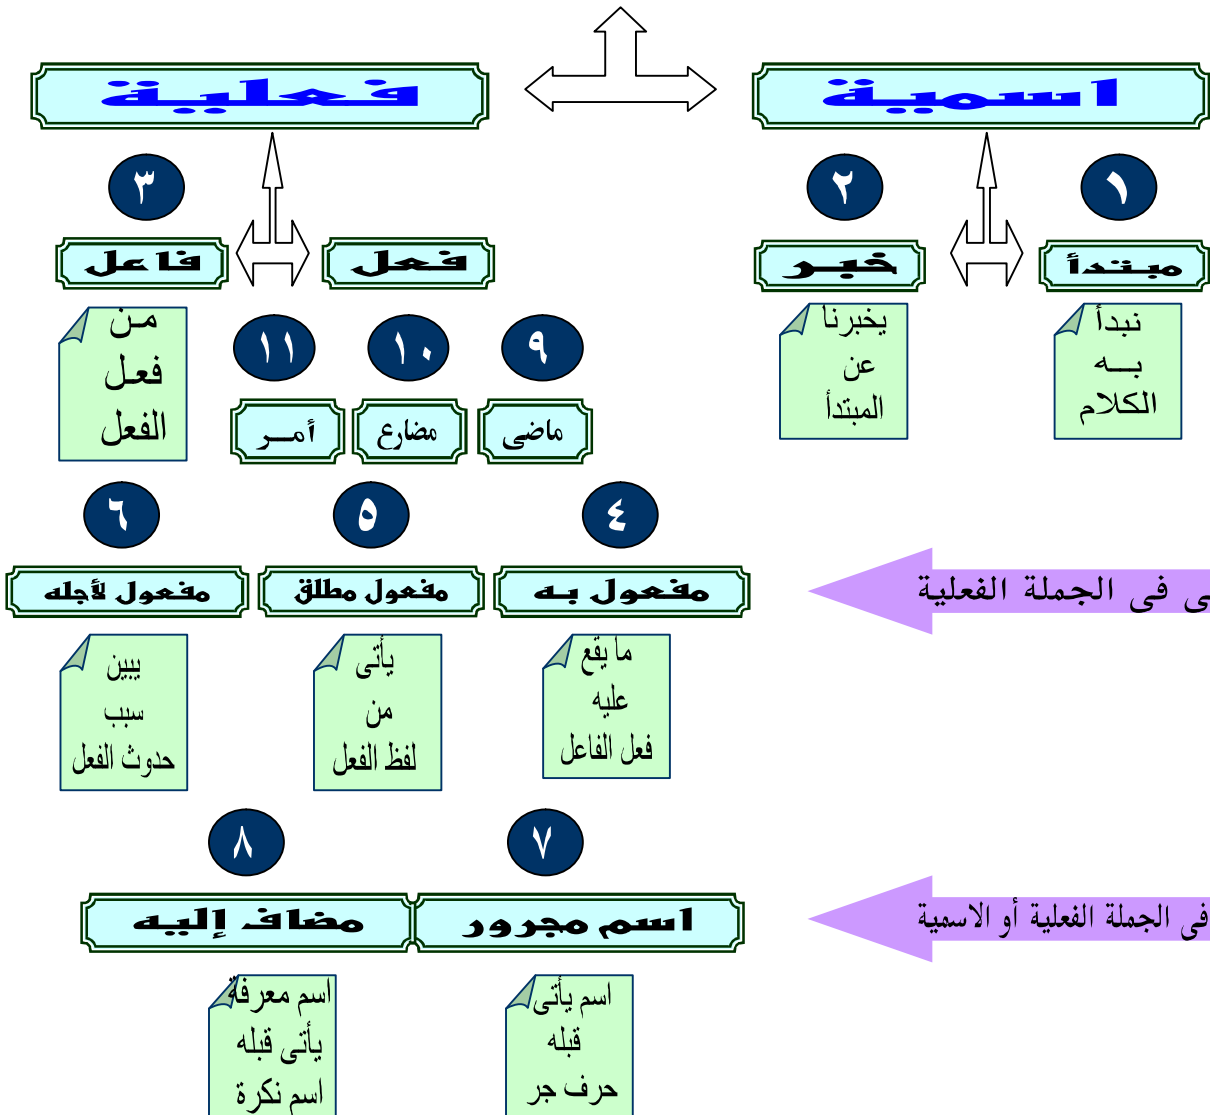 اسمية
فعلية
١
٢
٣
مبتدأ
خبر
فعل
فاعل
نبدأ
به
الكلام
يخبرنا
عن
المبتدأ
من
فعل
الفعل
٩
١٠
١١
ماضى
مضارع
أمر
٤
٥
٦
ى فى الجملة الفعلية
مفعول به
مفعول مطلق
مفعول لأجله
ما يقع
عليه
فعل الفاعل
يأتى
من
لفظ الفعل
يبين
سبب
حدوث الفعل
٧
٨
فى الجملة الفعلية أو الاسمية
اسم مجرور
مضاف إليه
اسم يأتى
قبله
حرف جر
اسم معرفة
يأتى قبله
اسم نكرة